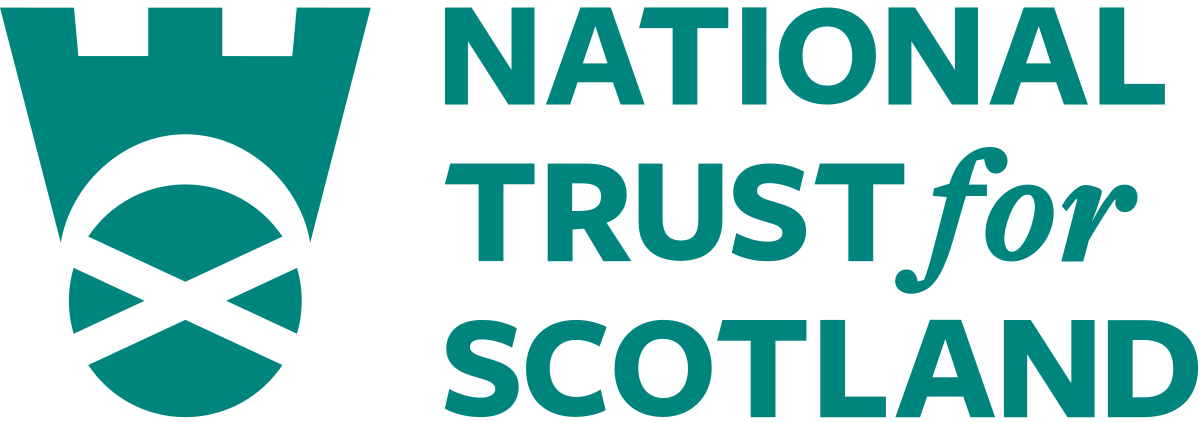 NATIONAL
TRUST for
SCOTLAND